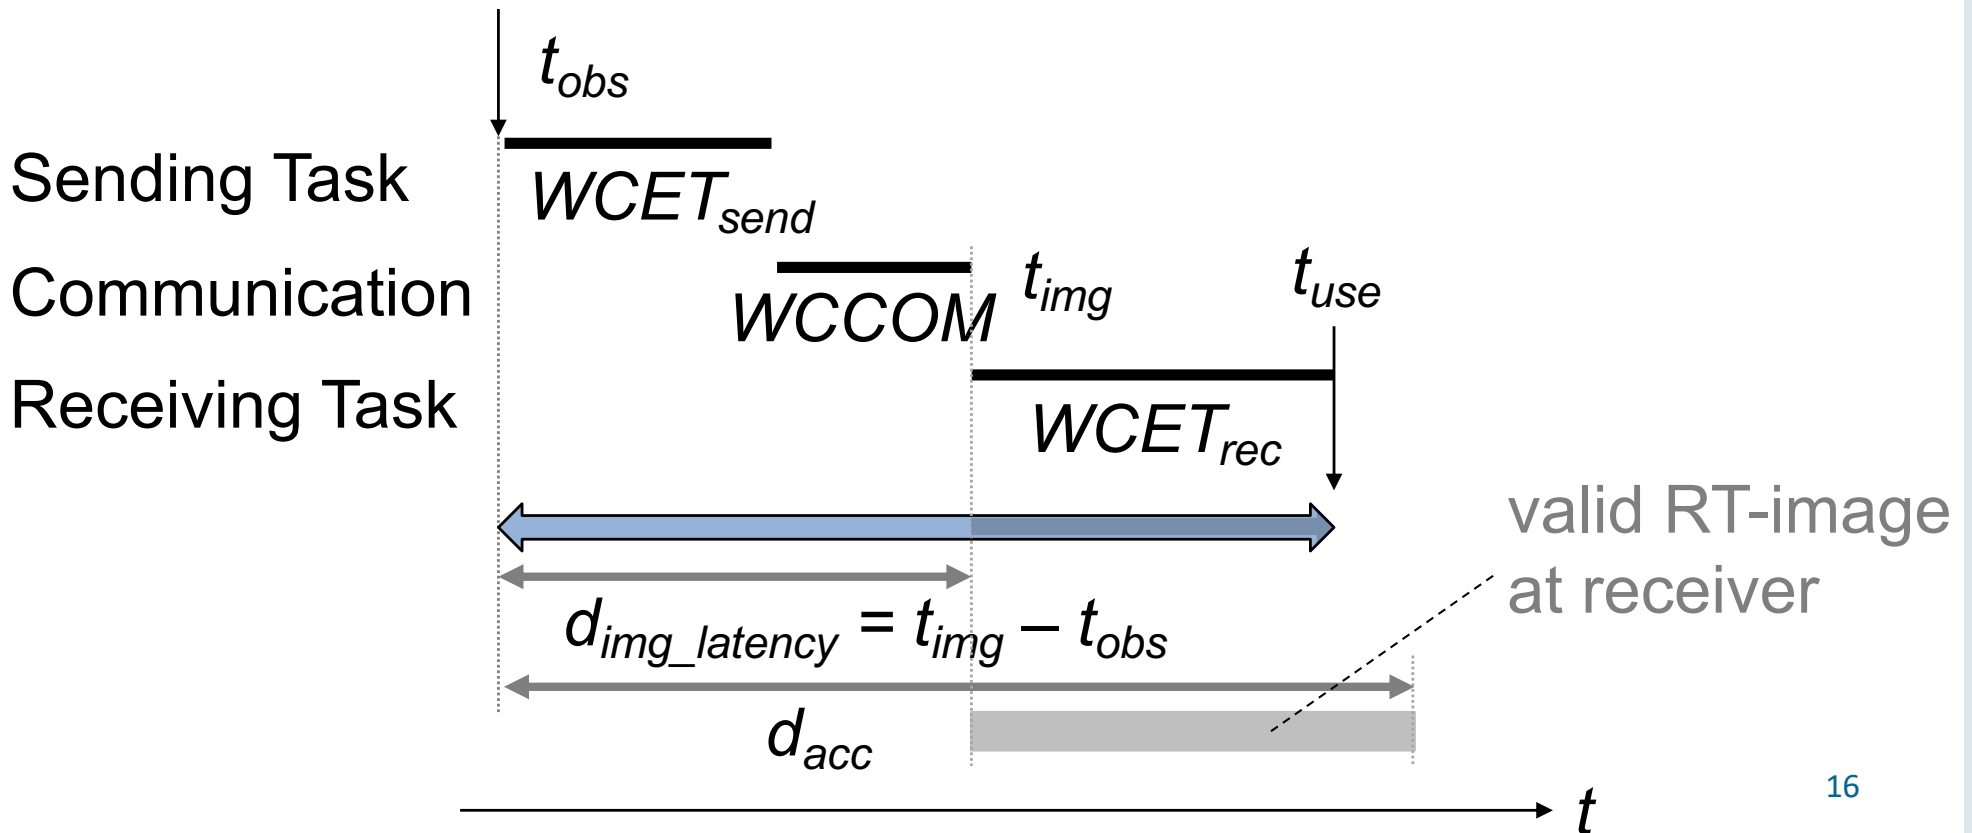 t_obs
Sending Task
WCET_send
Communication
WCCOM
t_img
t_use
Receiving Task
WCET_rec
valid RT-image
at receiver
d_img_latency = t_img – t_obs
d_acc
16
t